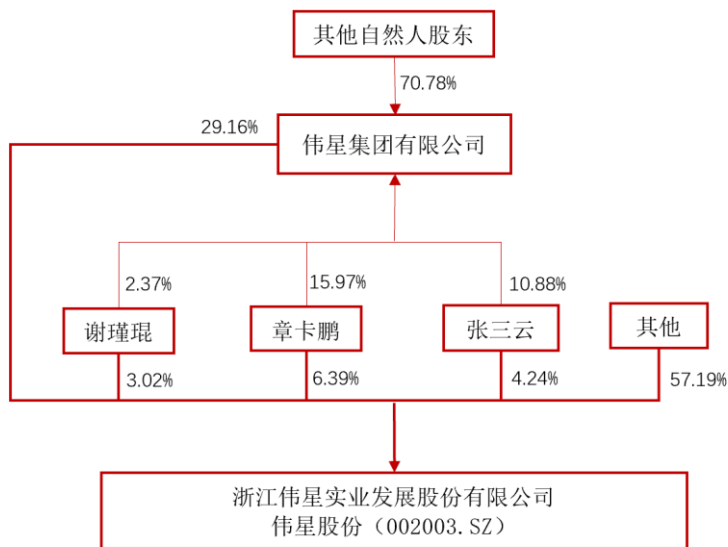 其他自然人股东
70.78%
29.16%
伟星集团有限公司
2.37%
15.97%
10.88%
谢瑾琨
章卡鹏
张三云
其他
3.02%
6.39%
4.24%
57.19%
浙江伟星实业发展股份有限公司
伟星股份（002003.SZ）